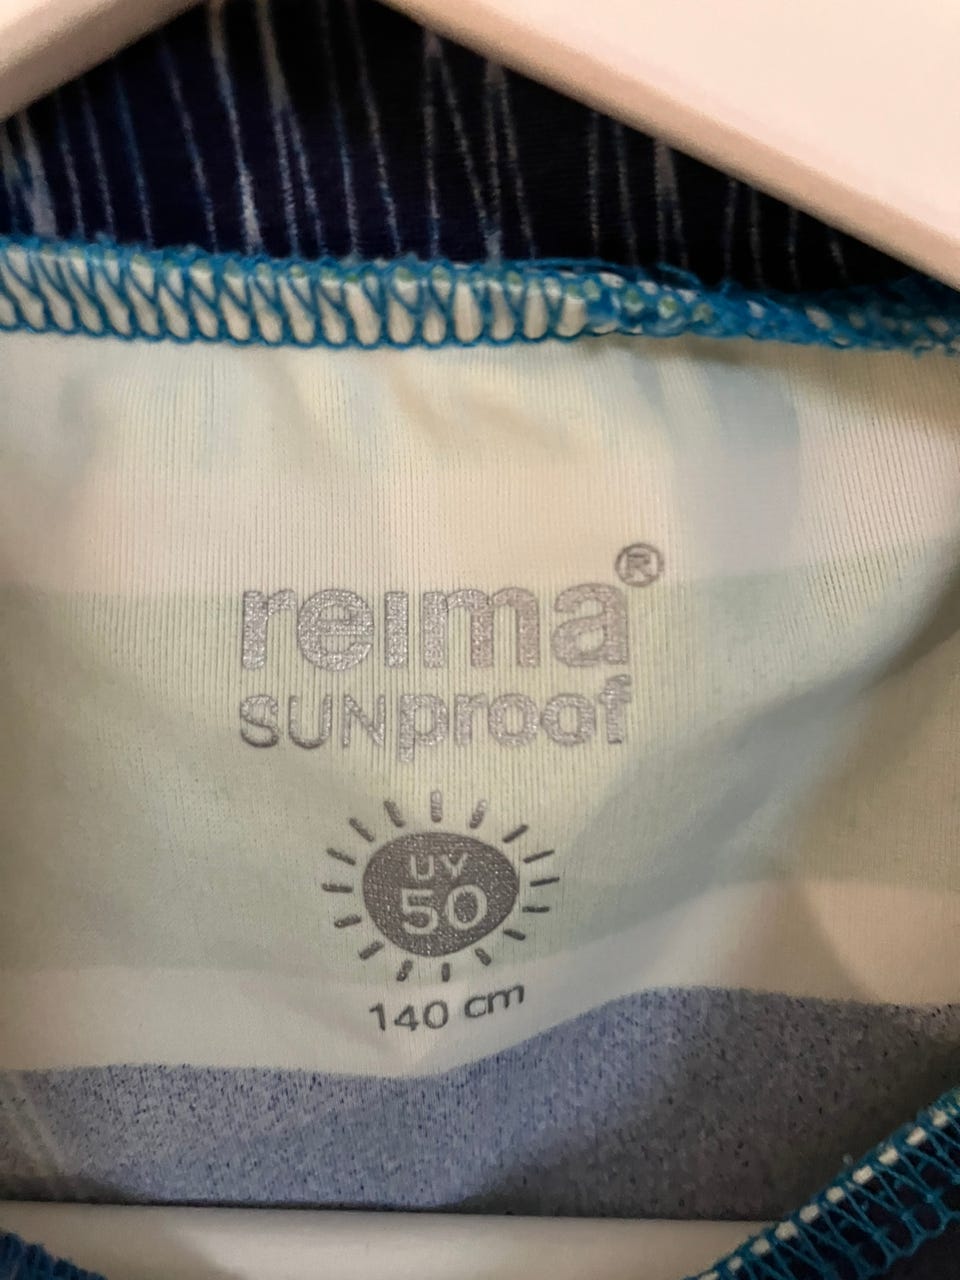 reima®
SUNproof
UV
50
140 cm